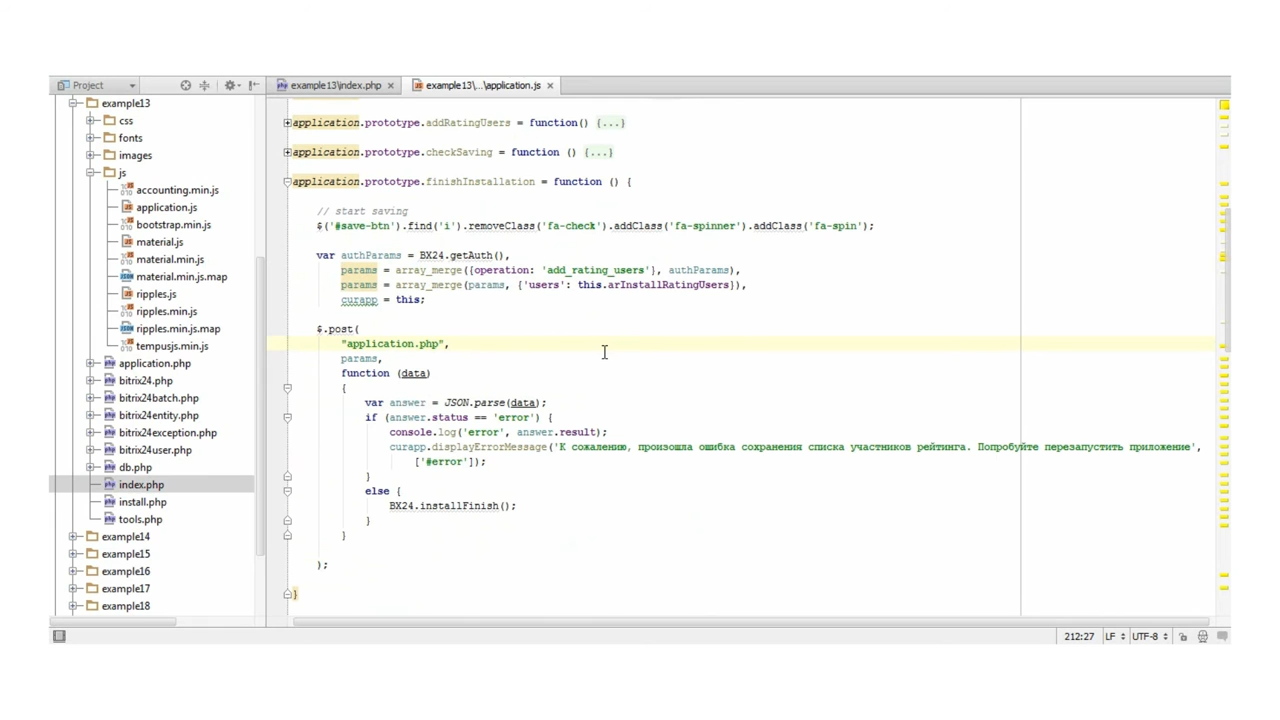 Project
example13\index.php
example13\...\application.js
example13
css
fonts
images
js
accounting.min.js
application.js
bootstrap.min.js
material.js
material.min.js
material.min.js.map
ripples.js
ripples.min.js
ripples.min.js.map
tempusjs.min.js
application.php
bitrix24.php
bitrix24batch.php
bitrix24entity.php
bitrix24exception.php
bitrix24user.php
db.php
index.php
install.php
tools.php
example14
example15
example16
example17
example18
application.prototype.addRatingUsers = function() {...}
application.prototype.checkSaving = function () {...}
application.prototype.finishInstallation = function () {
// start saving
$('#save-btn').find('i').removeClass('fa-check').addClass('fa-spinner').addClass('fa-spin');
var authParams = BX24.getAuth(),
params = array_merge({operation: 'add_rating_users'}, authParams),
params = array_merge(params, {'users': this.arInstallRatingUsers}),
curapp = this;
$.post(
"application.php",
params,
function (data)
{
var answer = JSON.parse(data);
if (answer.status == 'error') {
console.log('error', answer.result);
curapp.displayErrorMessage('К сожалению, произошла ошибка сохранения списка участников рейтинга. Попробуйте перезапустить приложение',
['#error']);
}
else {
BX24.installFinish();
}
}
);
}
212:27 LF UTF-8